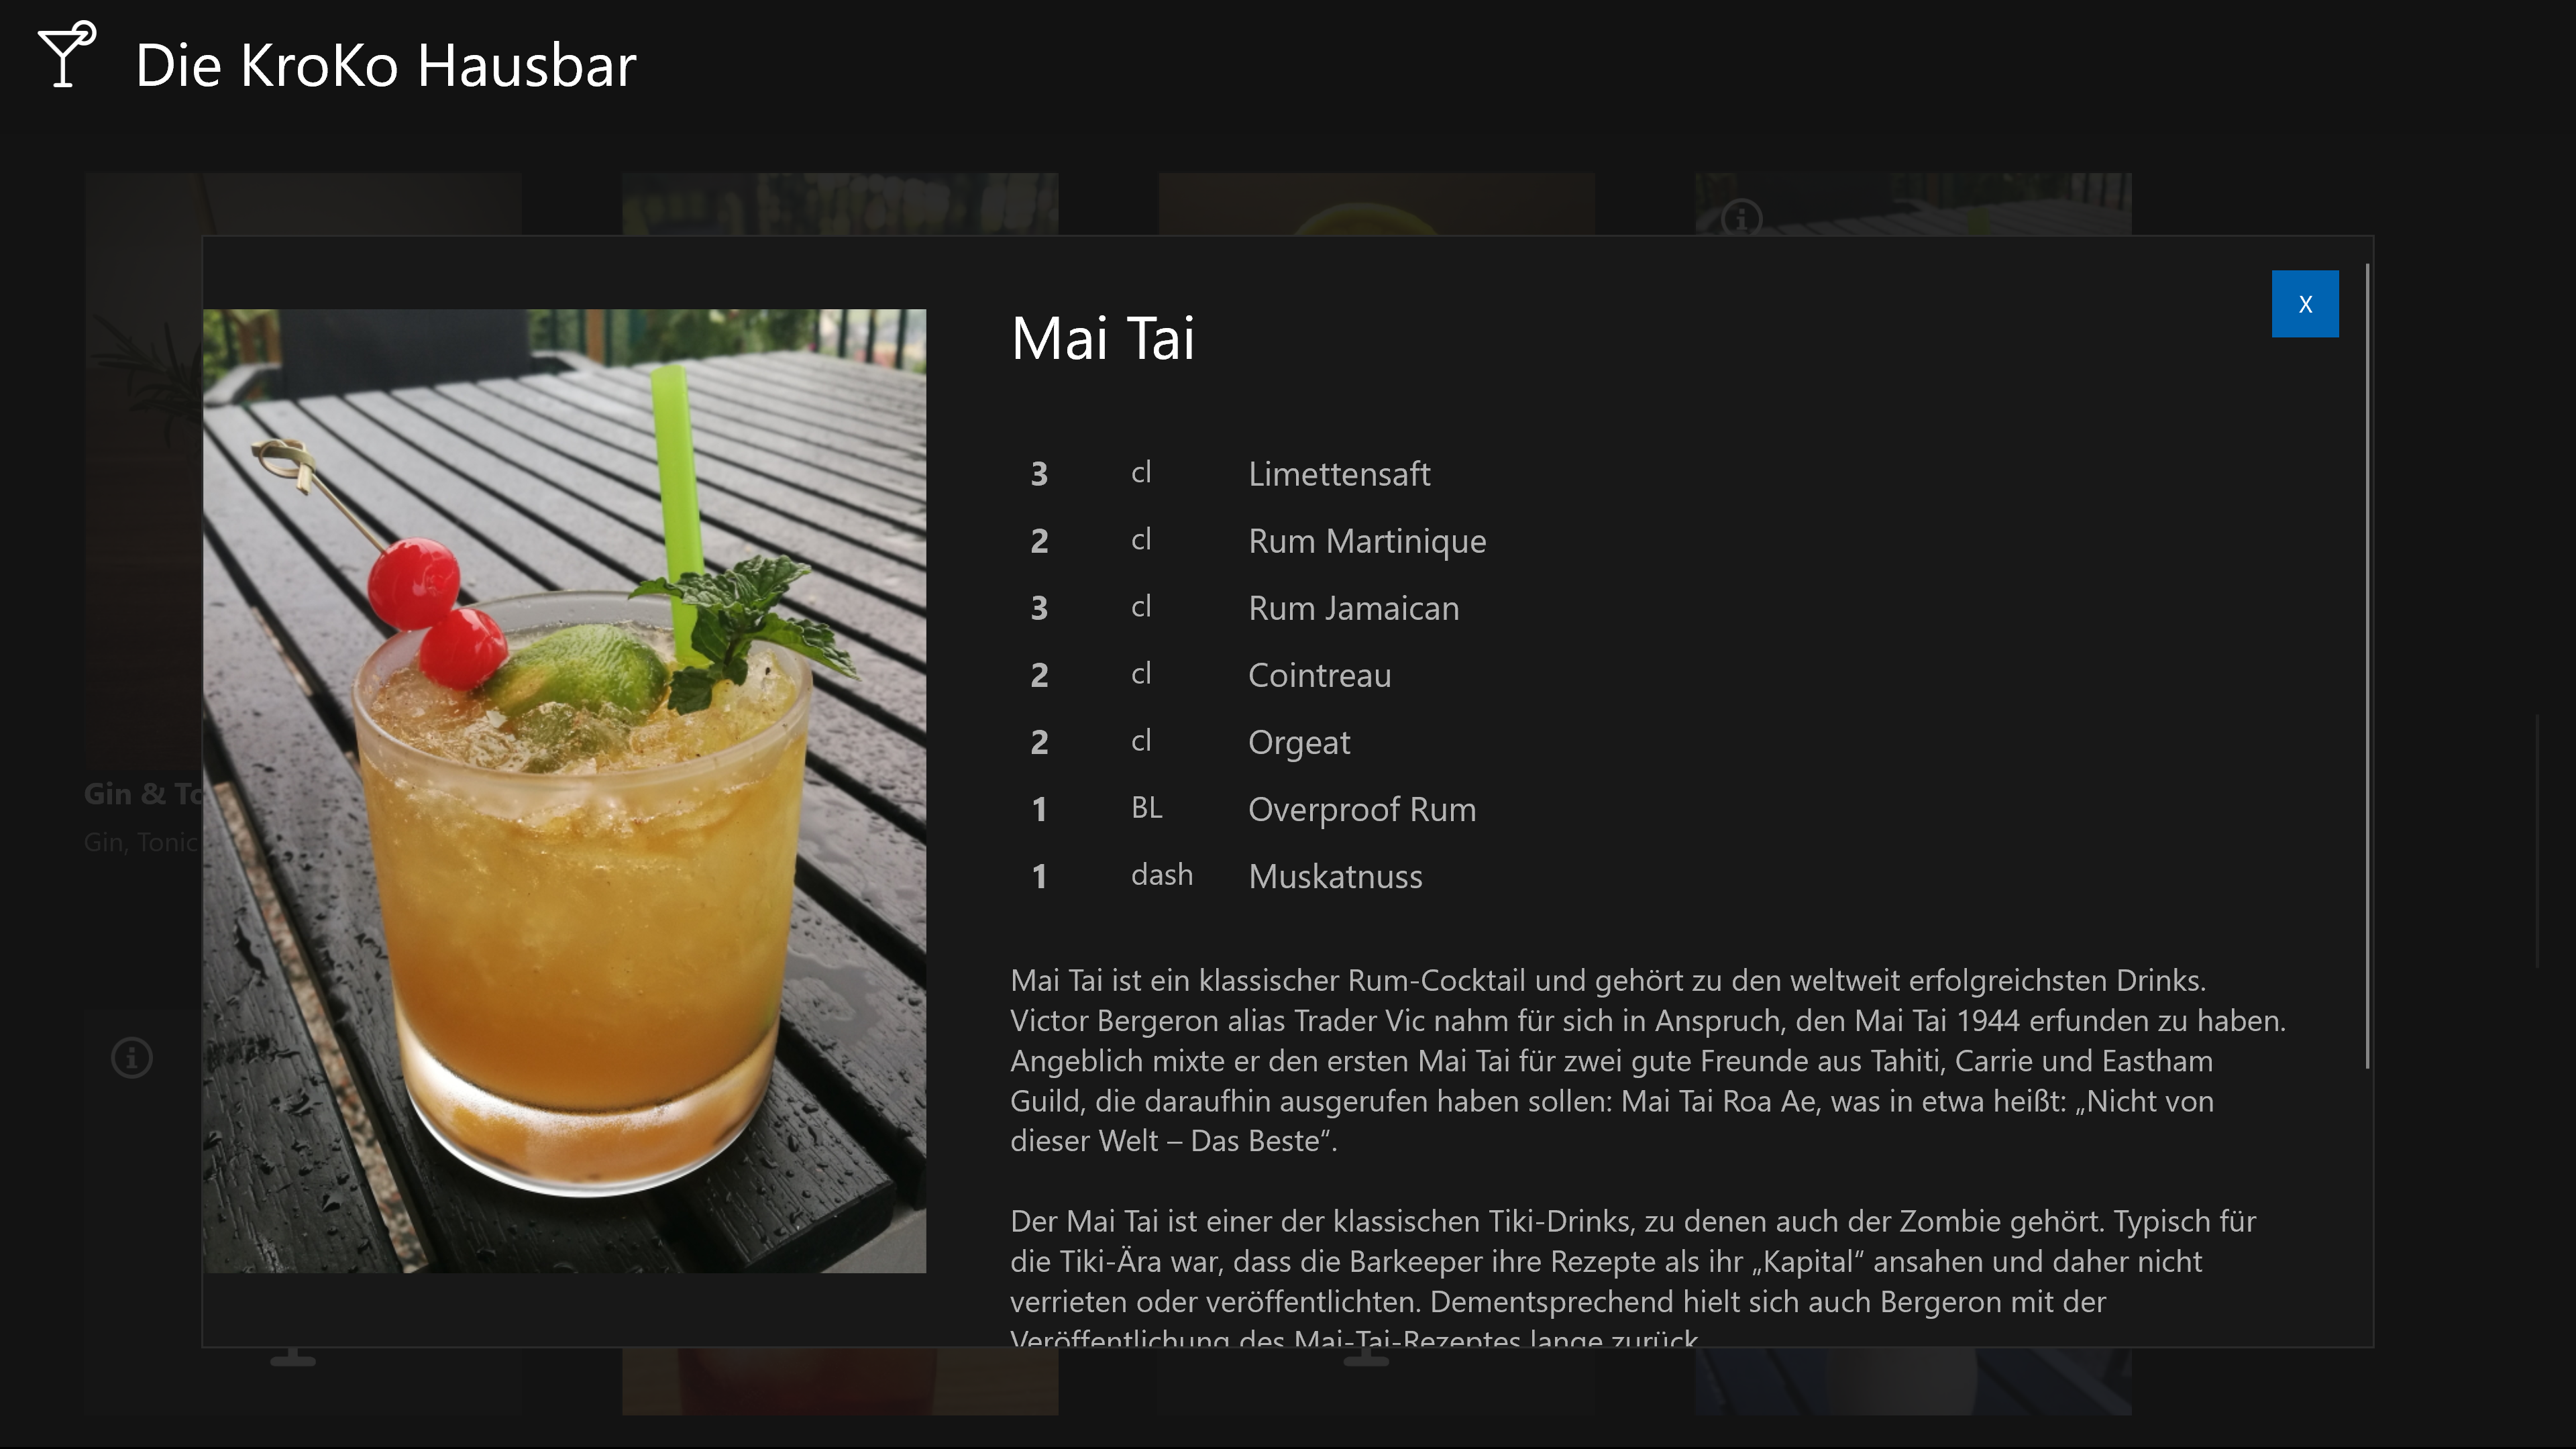 Die KroKo Hausbar
Mai Tai
X
3 cl Limettensaft
2 cl Rum Martinique
3 cl Rum Jamaican
2 cl Cointreau
2 cl Orgeat
1 BL Overproof Rum
1 dash Muskatnuss
Gin & To
Gin, Tonic
Mai Tai ist ein klassischer Rum-Cocktail und gehört zu den weltweit erfolgreichsten Drinks.
Victor Bergeron alias Trader Vic nahm für sich in Anspruch, den Mai Tai 1944 erfunden zu haben.
Angeblich mixte er den ersten Mai Tai für zwei gute Freunde aus Tahiti, Carrie und Eastham
Guild, die daraufhin ausgerufen haben sollen: Mai Tai Roa Ae, was in etwa heißt: „Nicht von
dieser Welt – Das Beste“.
Der Mai Tai ist einer der klassischen Tiki-Drinks, zu denen auch der Zombie gehört. Typisch für
die Tiki-Ära war, dass die Barkeeper ihre Rezepte als ihr „Kapital“ ansahen und daher nicht
verrieten oder veröffentlichten. Dementsprechend hielt sich auch Bergeron mit der
Veröffentlichung des Mai-Tai-Rezeptes lange zurück